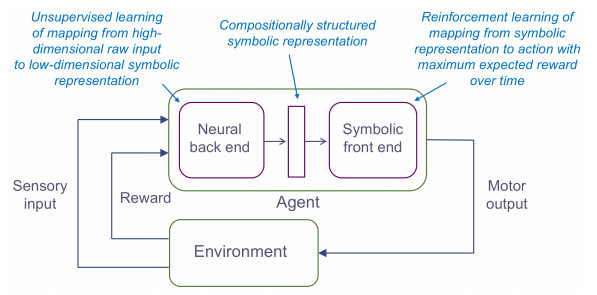 Unsupervised learning
of mapping from high-
dimensional raw input
to low-dimensional symbolic
representation
Compositionally structured
symbolic representation
Reinforcement learning of
mapping from symbolic
representation to action with
maximum expected reward
over time
Neural
back end
Symbolic
front end
Agent
Sensory
input
Reward
Motor
output
Environment